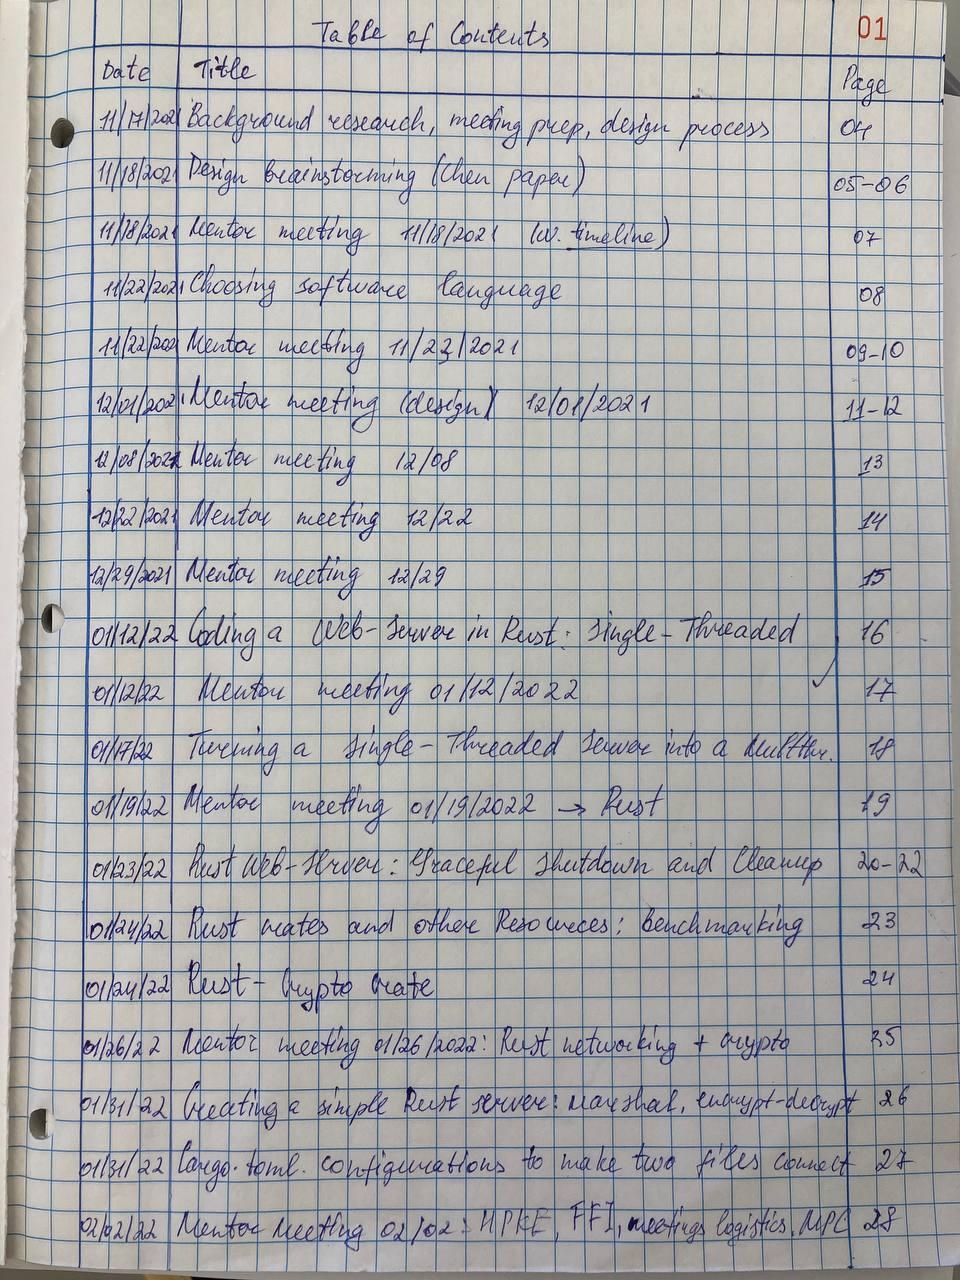 Table of Contents 01
Date Title Page
11/17/2021 Background research, meeting prep, design process 04
11/18/2021 Design brainstorming (Chen paper) 05-06
11/18/2021 Mentor meeting 11/18/2021 (w. timeline) 07
11/22/2021 Choosing software language 08
11/22/2021 Mentor meeting 11/23/2021 09-10
12/01/2021 Mentor meeting (design) 12/01/2021 11-12
12/08/2021 Mentor meeting 12/08 13
12/22/2021 Mentor meeting 12/22 14
12/29/2021 Mentor meeting 12/29 15
01/12/22 Coding a Web-Server in Rust: Single-Threaded 16
01/12/22 Mentor meeting 01/12/2022 17
01/17/22 Turning a Single-Threaded Server into a Multthr. 18
01/19/22 Mentor meeting 01/19/2022 → Rust 19
01/23/22 Rust Web-Server: Graceful Shutdown and Cleanup 20-22
01/24/22 Rust crates and other Resources: Benchmarking 23
01/24/22 Rust-Crypto Crate 24
01/26/22 Mentor meeting 01/26/2022: Rust networking + crypto 25
01/31/22 Creating a simple Rust server: marshal, encrypt-decrypt 26
01/31/22 Cargo.toml. configurations to make two files connect 27
02/02/22 Mentor Meeting 02/02: HPKE, FFI, meetings logistics, MPC 28